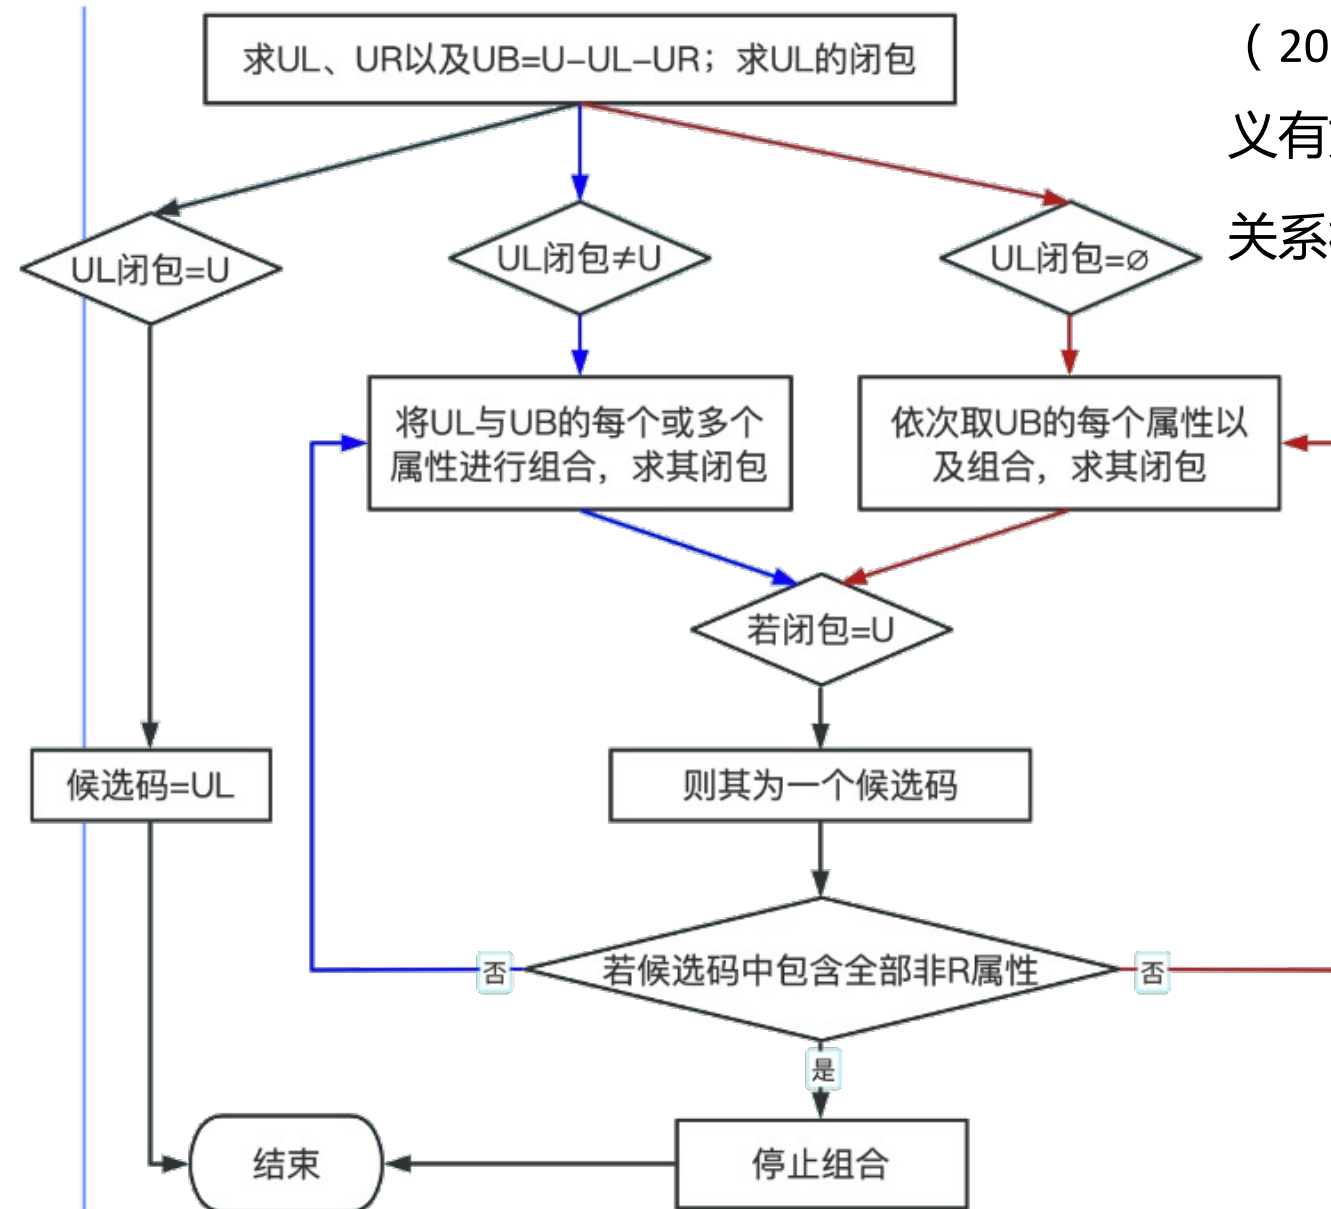 求UL、UR以及UB=U-UL-UR；求UL的闭包
（20
义有
关系
UL闭包=U
UL闭包≠U
UL闭包=∅
将UL与UB的每个或多个
属性进行组合，求其闭包
依次取UB的每个属性以
及组合，求其闭包
若闭包=U
候选码=UL
则其为一个候选码
否
若候选码中包含全部非R属性
否
是
结束
停止组合